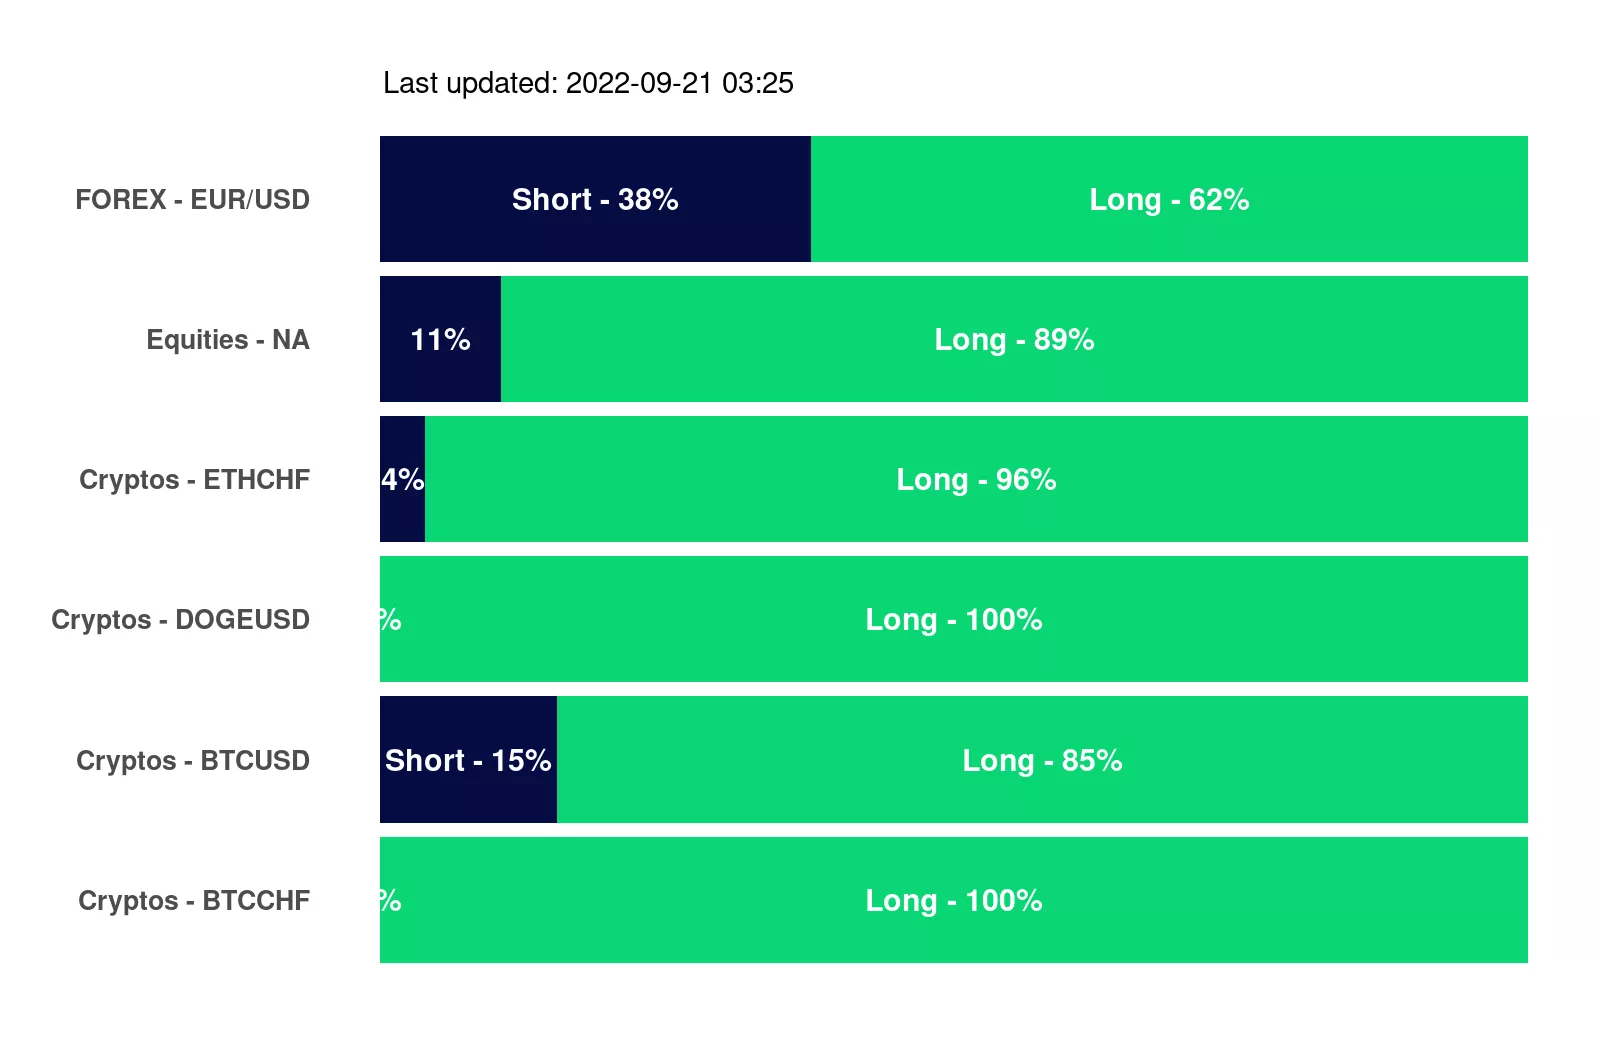 Last updated: 2022-09-21 03:25
FOREX - EUR/USD Short - 38% Long - 62%
Equities - NA 11% Long - 89%
Cryptos - ETHCHF 4% Long - 96%
Cryptos - DOGEUSD % Long - 100%
Cryptos - BTCUSD Short - 15% Long - 85%
Cryptos - BTCCHF % Long - 100%